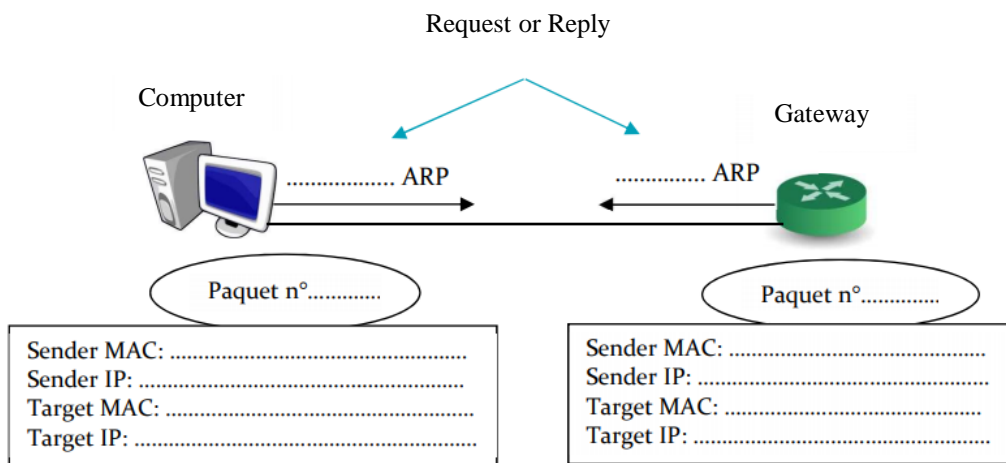 Request or Reply
Computer
Gateway
................. ARP
............... ARP
Paquet n°.............
Paquet n°..............
Sender MAC: .....................................................
Sender IP: ..........................................................
Target MAC: .......................................................
Target IP: .............................................................
Sender MAC: ..............................................
Sender IP: ....................................................
Target MAC: ...............................................
Target IP: .....................................................